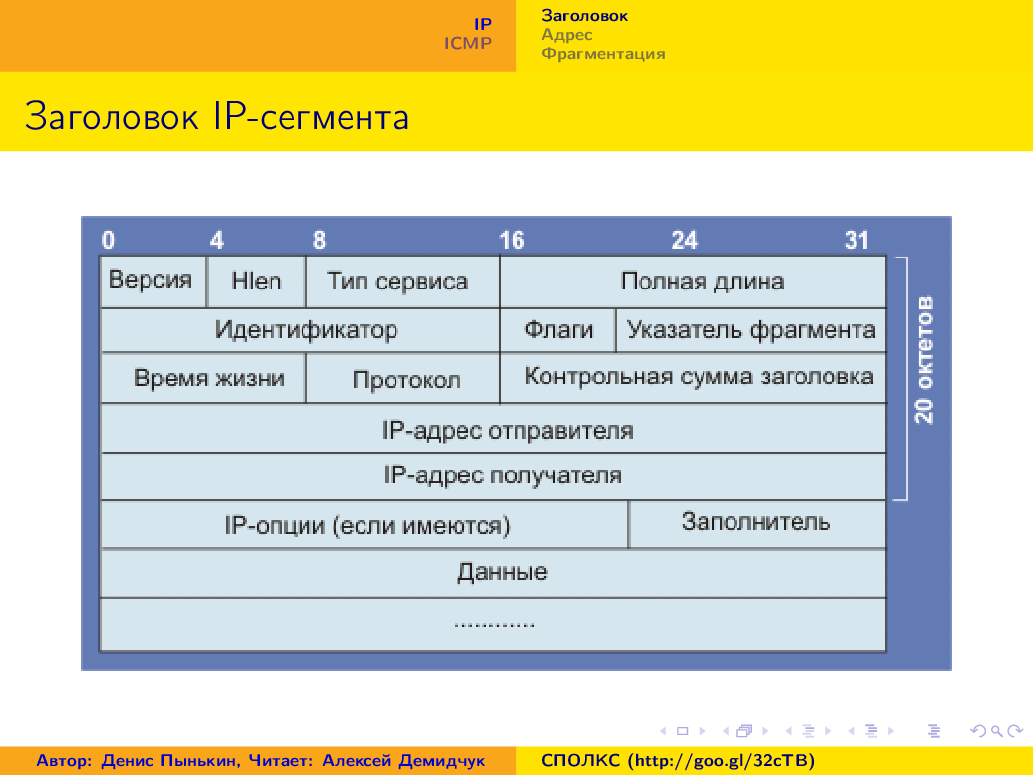 IP
ICMP
Заголовок
Адрес
Фрагментация
Заголовок IP-сегмента
0 4 8 16 24 31
Версия Hlen Тип сервиса Полная длина
Идентификатор Флаги Указатель фрагмента
Время жизни Протокол Контрольная сумма заголовка
IP-адрес отправителя
IP-адрес получателя
20 октетов
IP-опции (если имеются) Заполнитель
Данные
............
Автор: Денис Пынькин, Читает: Алексей Демидчук
СПОЛКС (http://goo.gl/32cTB)